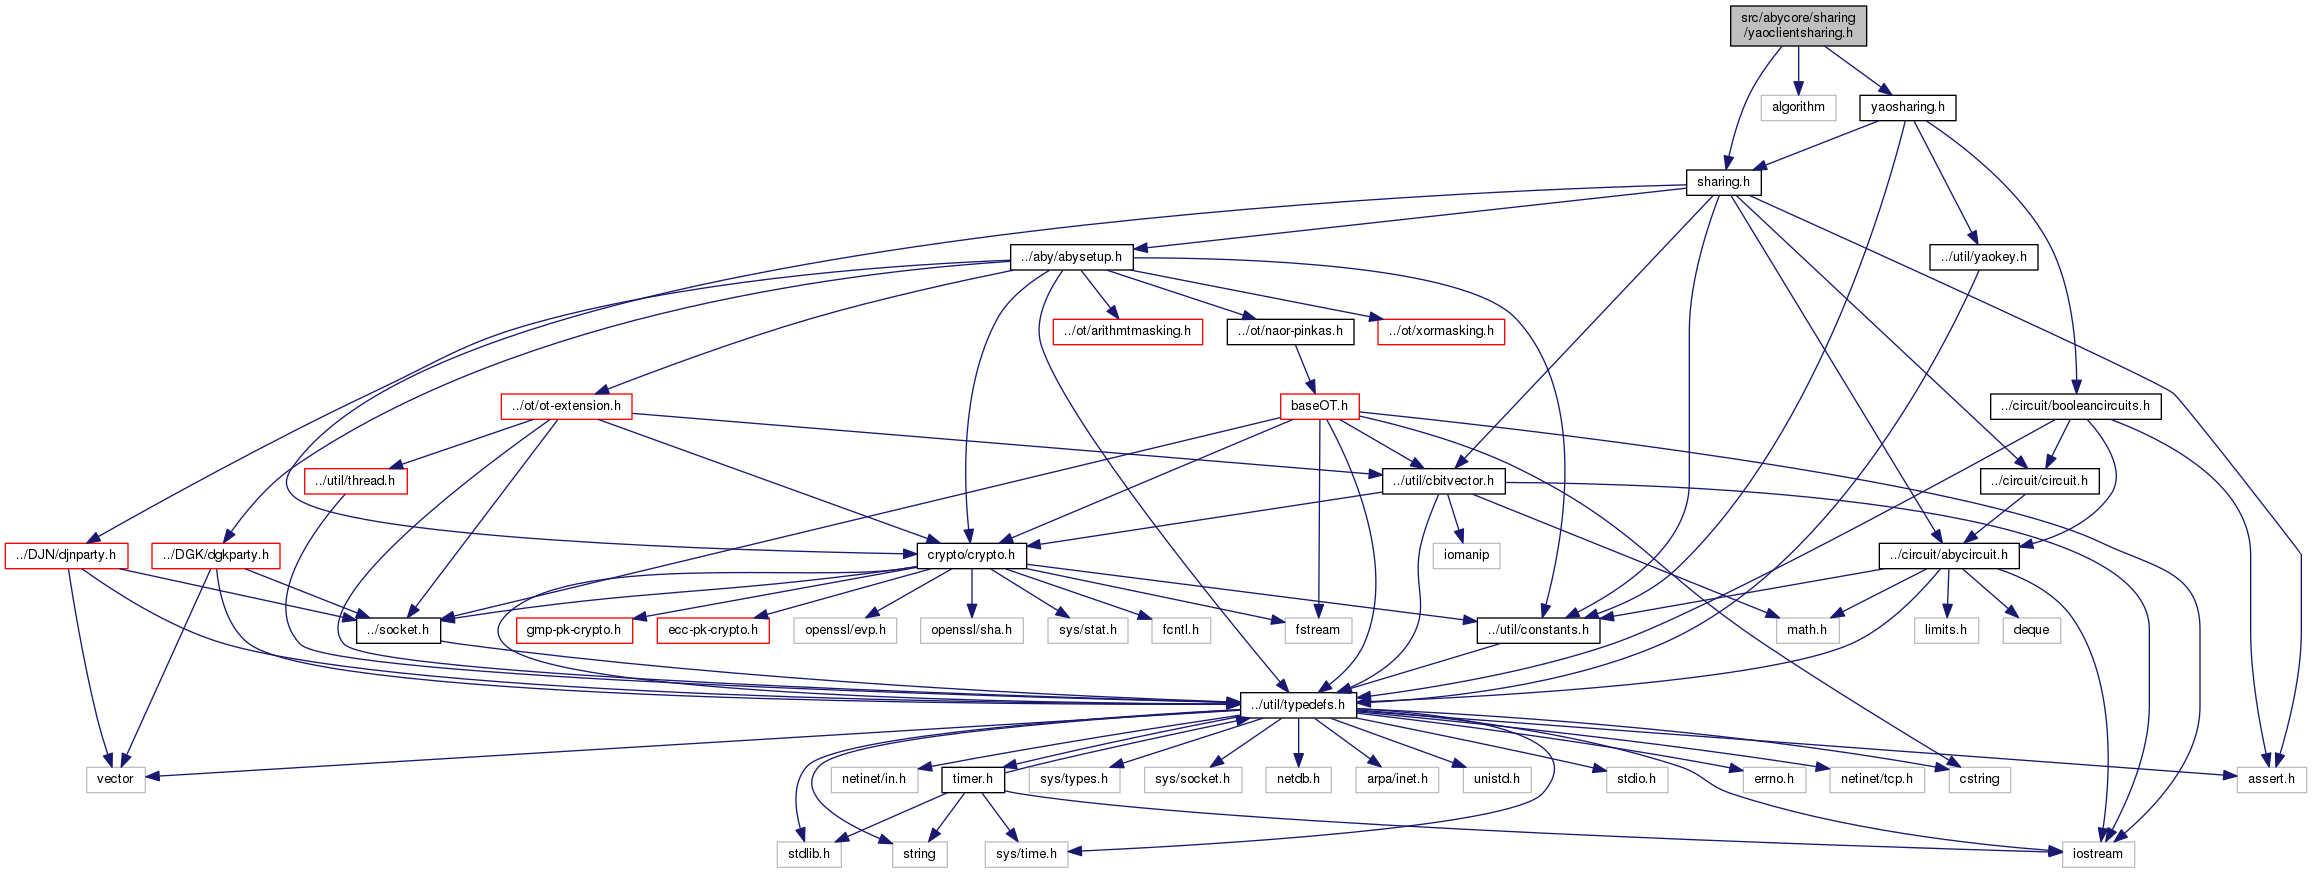 src/abycore/sharing
/yaoclientsharing.h
algorithm
yaosharing.h
sharing.h
../aby/abysetup.h
../util/yaokey.h
../ot/arithmtmasking.h
../ot/naor-pinkas.h
../ot/xormasking.h
../ot/ot-extension.h
baseOT.h
../circuit/booleancircuits.h
../util/thread.h
../util/cbitvector.h
../circuit/circuit.h
../DJN/djnparty.h
../DGK/dgkparty.h
crypto/crypto.h
iomanip
../circuit/abycircuit.h
../socket.h
gmp-pk-crypto.h
ecc-pk-crypto.h
openssl/evp.h
openssl/sha.h
sys/stat.h
fcntl.h
fstream
../util/constants.h
math.h
limits.h
deque
../util/typedefs.h
vector
netinet/in.h
timer.h
sys/types.h
sys/socket.h
netdb.h
arpa/inet.h
unistd.h
stdio.h
errno.h
netinet/tcp.h
cstring
assert.h
stdlib.h
string
sys/time.h
iostream